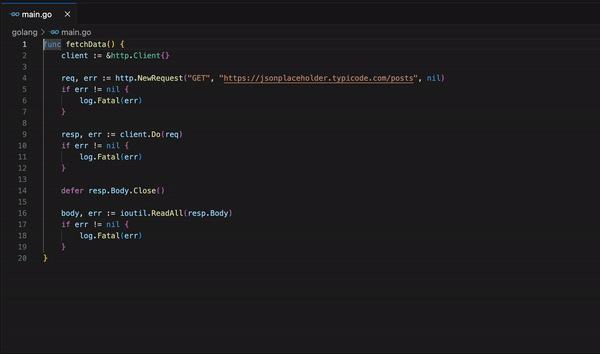 main.go
golang > main.go
1 func fetchData() {
2 client := &http.Client{}
3
4 req, err := http.NewRequest("GET", "https://jsonplaceholder.typicode.com/posts", nil)
5 if err != nil {
6 log.Fatal(err)
7 }
8
9 resp, err := client.Do(req)
10 if err != nil {
11 log.Fatal(err)
12 }
13
14 defer resp.Body.Close()
15
16 body, err := ioutil.ReadAll(resp.Body)
17 if err != nil {
18 log.Fatal(err)
19 }
20 }